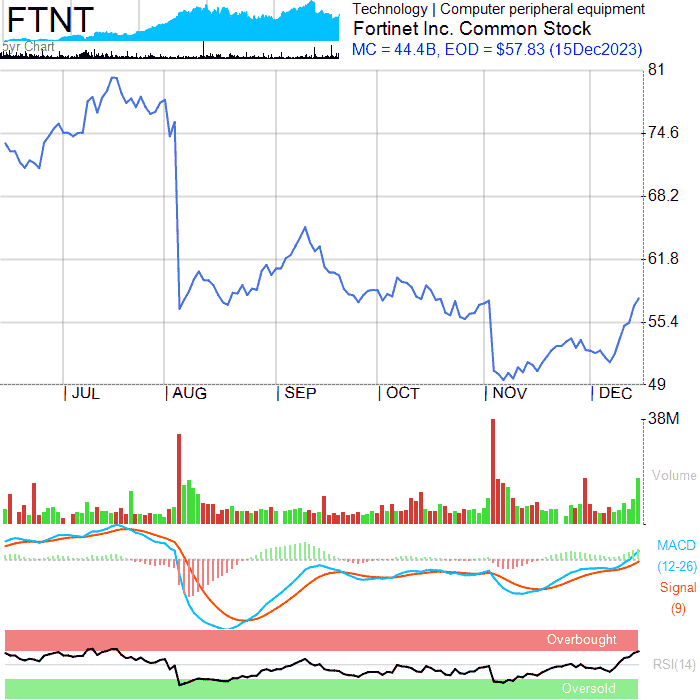 FTNT
5yr Chart
Technology | Computer peripheral equipment
Fortinet Inc. Common Stock
MC = 44.4B, EOD = $57.83 (15Dec2023)
81
74.6
68.2
61.8
55.4
49
| JUL | AUG | SEP | OCT | NOV | DEC
38M
Volume
MACD
(12-26)
Signal
(9)
Overbought
RSI(14)
Oversold